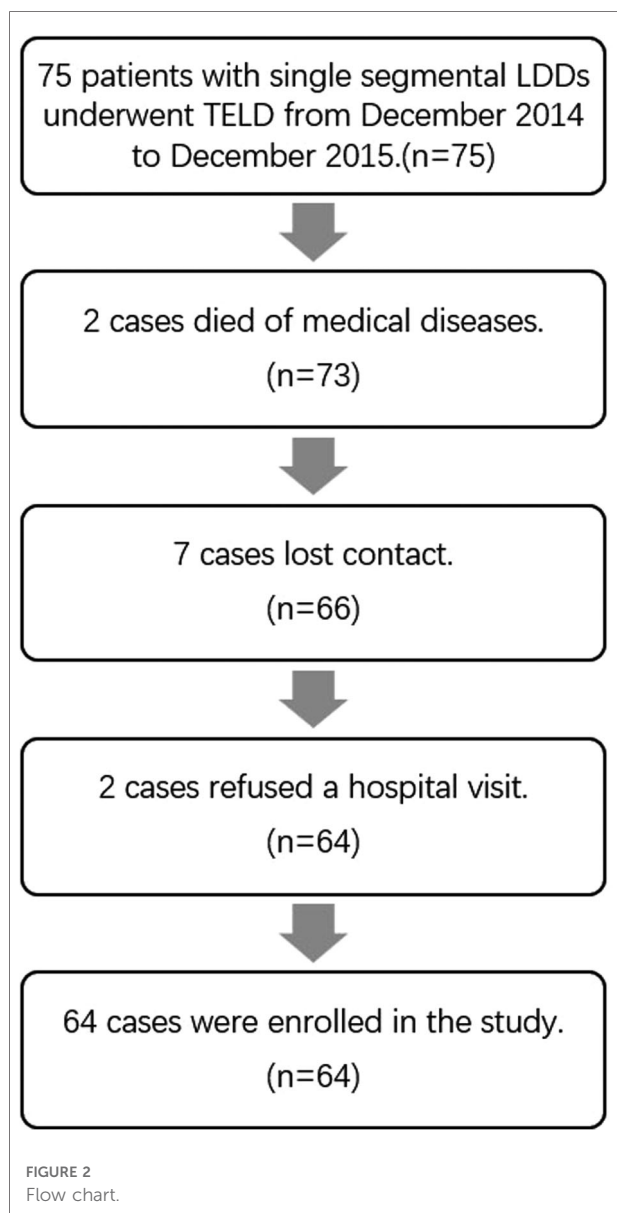 75 patients with single segmental LDDs
underwent TELD from December 2014
to December 2015.(n=75)
2 cases died of medical diseases.
(n=73)
7 cases lost contact.
(n=66)
2 cases refused a hospital visit.
(n=64)
64 cases were enrolled in the study.
(n=64)
FIGURE 2
Flow chart.